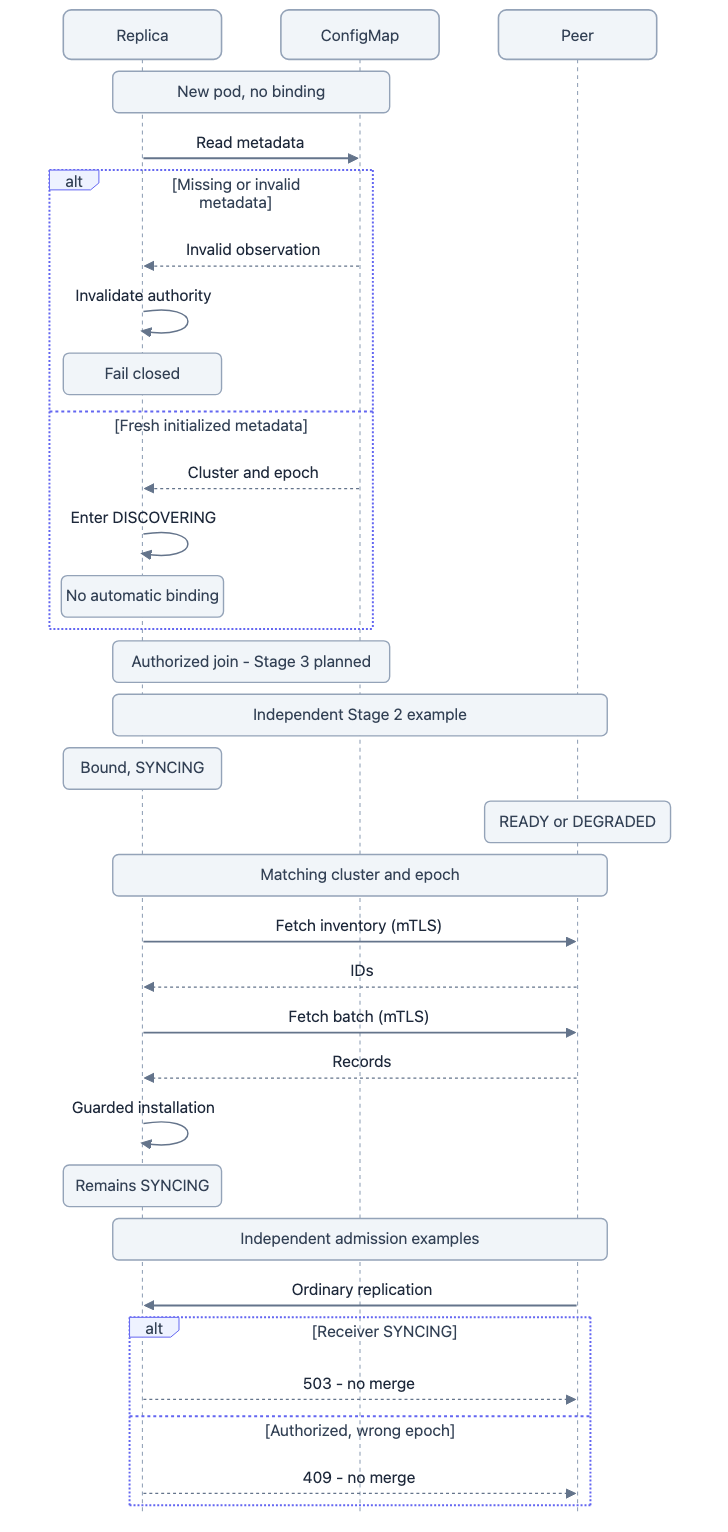 Replica
ConfigMap
Peer
New pod, no binding
Read metadata
alt
[Missing or invalid
metadata]
Invalid observation
Invalidate authority
Fail closed
[Fresh initialized metadata]
Cluster and epoch
Enter DISCOVERING
No automatic binding
Authorized join - Stage 3 planned
Independent Stage 2 example
Bound, SYNCING
READY or DEGRADED
Matching cluster and epoch
Fetch inventory (mTLS)
IDs
Fetch batch (mTLS)
Records
Guarded installation
Remains SYNCING
Independent admission examples
Ordinary replication
alt
[Receiver SYNCING]
503 - no merge
[Authorized, wrong epoch]
409 - no merge